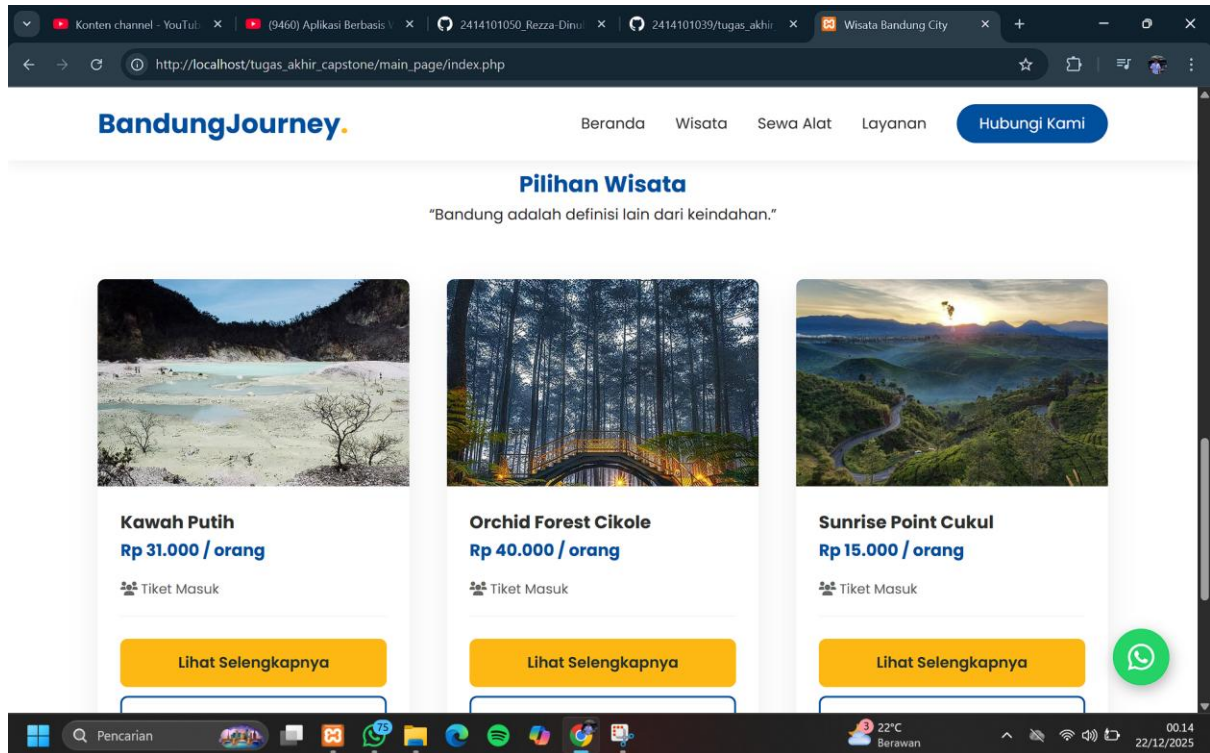 Konten channel - YouTub
(9460) Aplikasi Berbasis
2414101050_Rezza-Dinul
2414101039/tugas_akhir_
Wisata Bandung City
http://localhost/tugas_akhir_capstone/main_page/index.php
BandungJourney.
Beranda Wisata Sewa Alat Layanan Hubungi Kami
Pilihan Wisata
“Bandung adalah definisi lain dari keindahan.”
Kawah Putih
Rp 31.000 / orang
Tiket Masuk
Lihat Selengkapnya
Orchid Forest Cikole
Rp 40.000 / orang
Tiket Masuk
Lihat Selengkapnya
Sunrise Point Cukul
Rp 15.000 / orang
Tiket Masuk
Lihat Selengkapnya
Pencarian
75
3
22°C
Berawan
00.14
22/12/2025